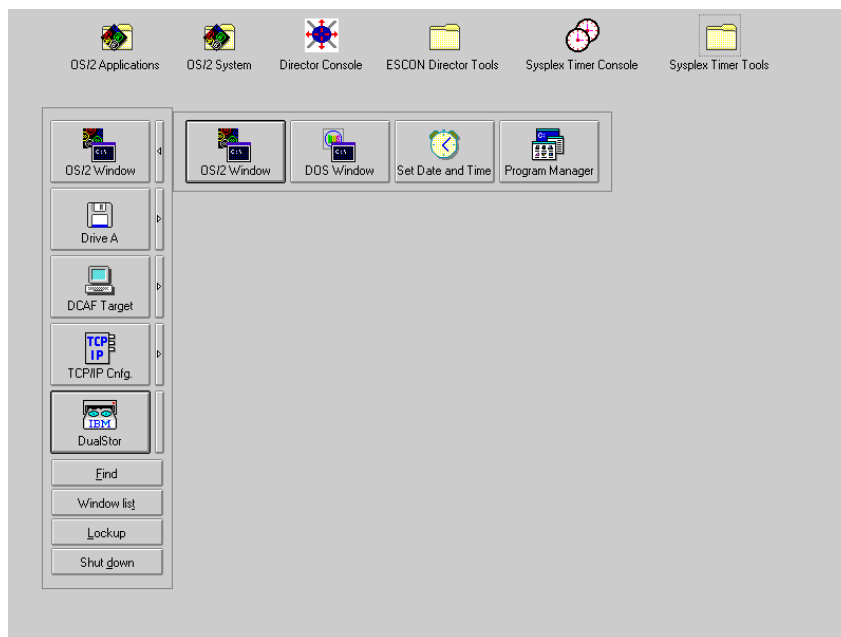 OS/2 Applications OS/2 System Director Console ESCON Director Tools Sysplex Timer Console Sysplex Timer Tools
C:\ C:\ OS/2 C:\ C:\
OS/2 Window OS/2 Window DOS Window Set Date and Time Program Manager
Drive A
DCAF Target
TCP
IP
TCP/IP Cnfg.
IBM
DualStor
Find
Window list
Lockup
Shut down